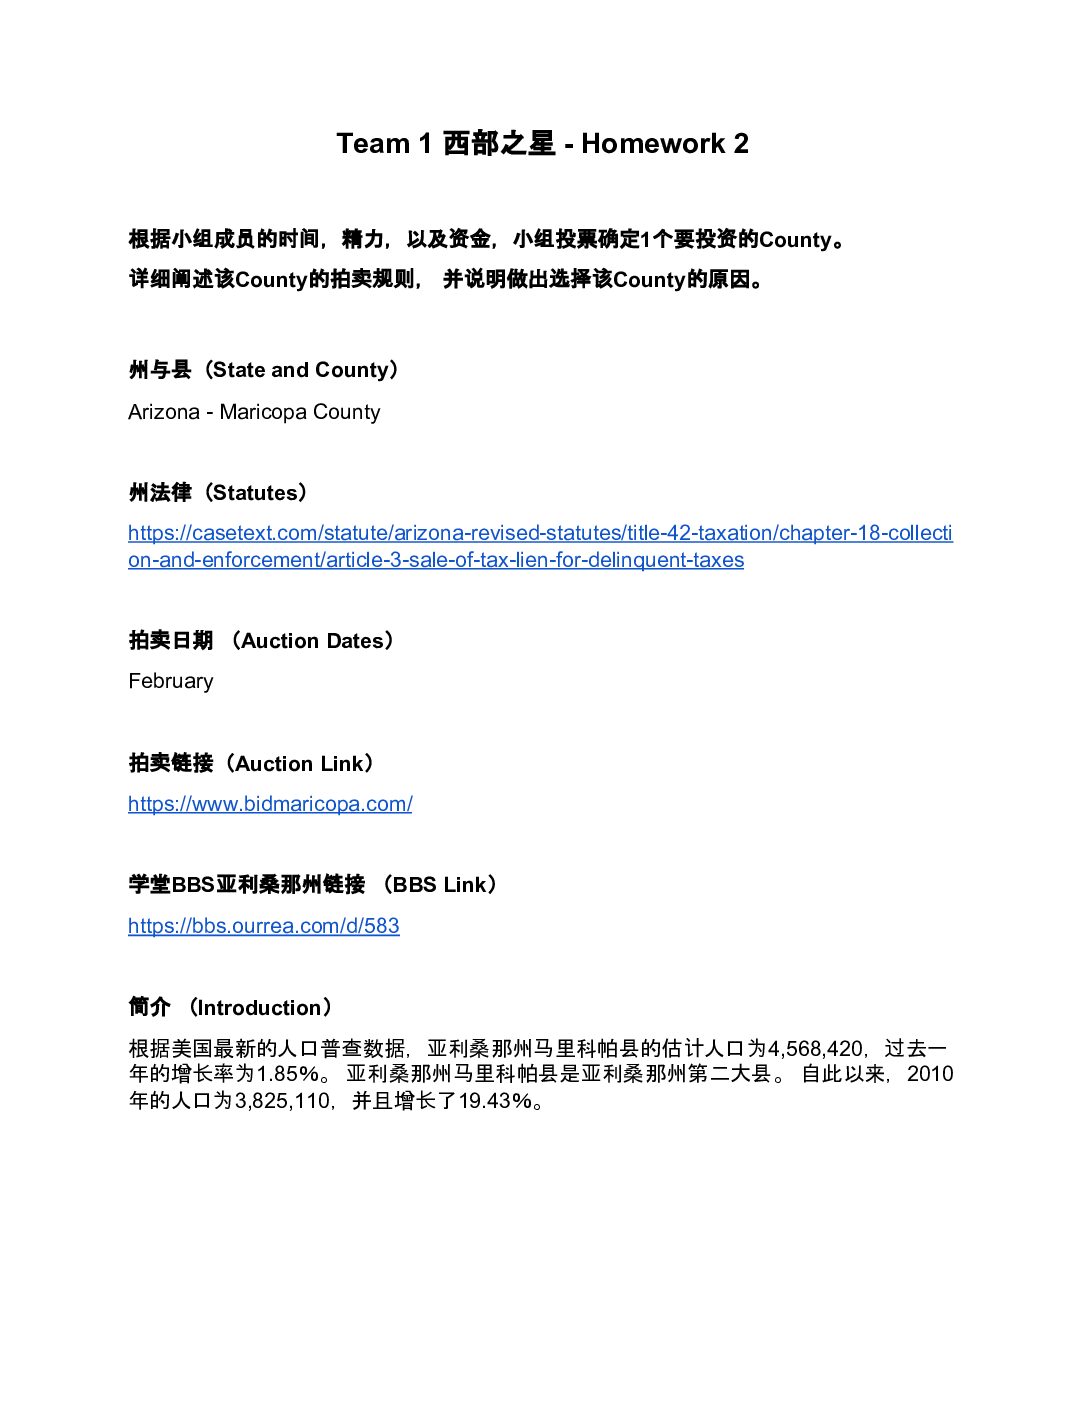 Team 1 西部之星 - Homework 2
根据小组成员的时间，精力，以及资金，小组投票确定1个要投资的County。
详细阐述该County的拍卖规则， 并说明做出选择该County的原因。
州与县（State and County）
Arizona - Maricopa County
州法律（Statutes）
https://casetext.com/statute/arizona-revised-statutes/title-42-taxation/chapter-18-collecti
on-and-enforcement/article-3-sale-of-tax-lien-for-delinquent-taxes
拍卖日期 （Auction Dates）
February
拍卖链接（Auction Link）
https://www.bidmaricopa.com/
学堂BBS亚利桑那州链接 （BBS Link）
https://bbs.ourrea.com/d/583
简介 （Introduction）
根据美国最新的人口普查数据，亚利桑那州马里科帕县的估计人口为4,568,420，过去一
年的增长率为1.85%。 亚利桑那州马里科帕县是亚利桑那州第二大县。 自此以来，2010
年的人口为3,825,110，并且增长了19.43%。